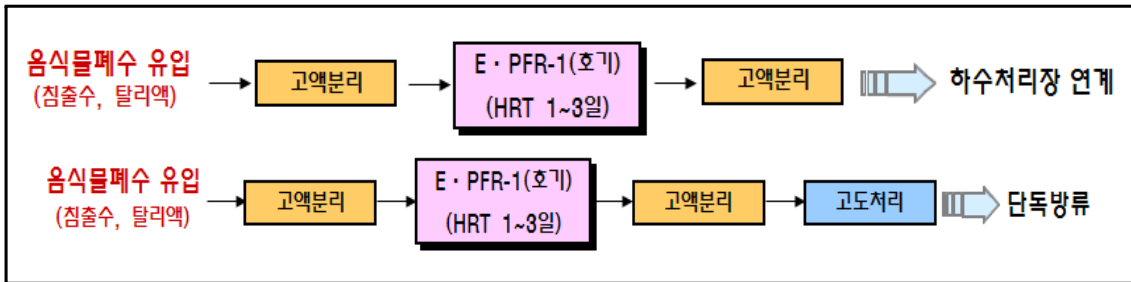 음식물폐수 유입
(침출수, 탈리액)
고액분리
E · PFR-1(호기)
(HRT 1~3일)
고액분리
하수처리장 연계
음식물폐수 유입
(침출수, 탈리액)
고액분리
E · PFR-1(호기)
(HRT 1~3일)
고액분리
고도처리
단독방류